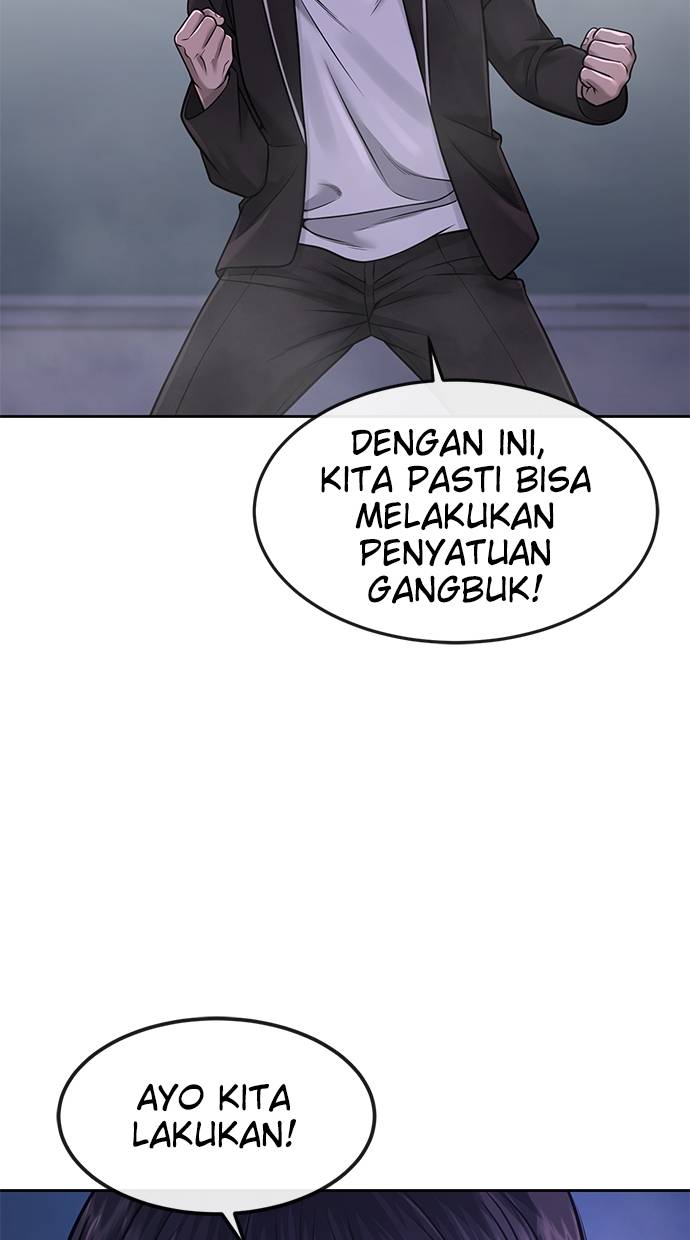 DENGAN INI,
KITA PASTI BISA
MELAKUKAN
PENYATUAN
GANGBUK!
AYO KITA
LAKUKAN!